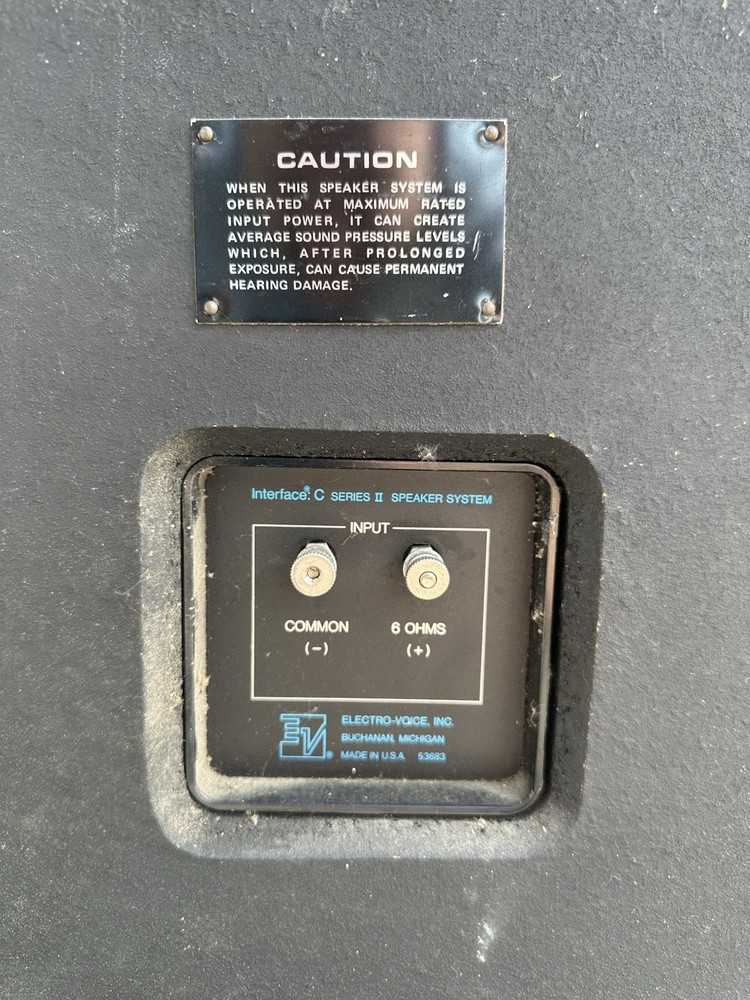 CAUTION
WHEN THIS SPEAKER SYSTEM IS
OPERATED AT MAXIMUM RATED
INPUT POWER, IT CAN CREATE
AVERAGE SOUND PRESSURE LEVELS
WHICH, AFTER PROLONGED
EXPOSURE, CAN CAUSE PERMANENT
HEARING DAMAGE.
Interface®: C SERIES II SPEAKER SYSTEM
INPUT
COMMON 6 OHMS
(-) (+)
EV® ELECTRO-VOICE, INC.
BUCHANAN, MICHIGAN
MADE IN U.S.A. 53683